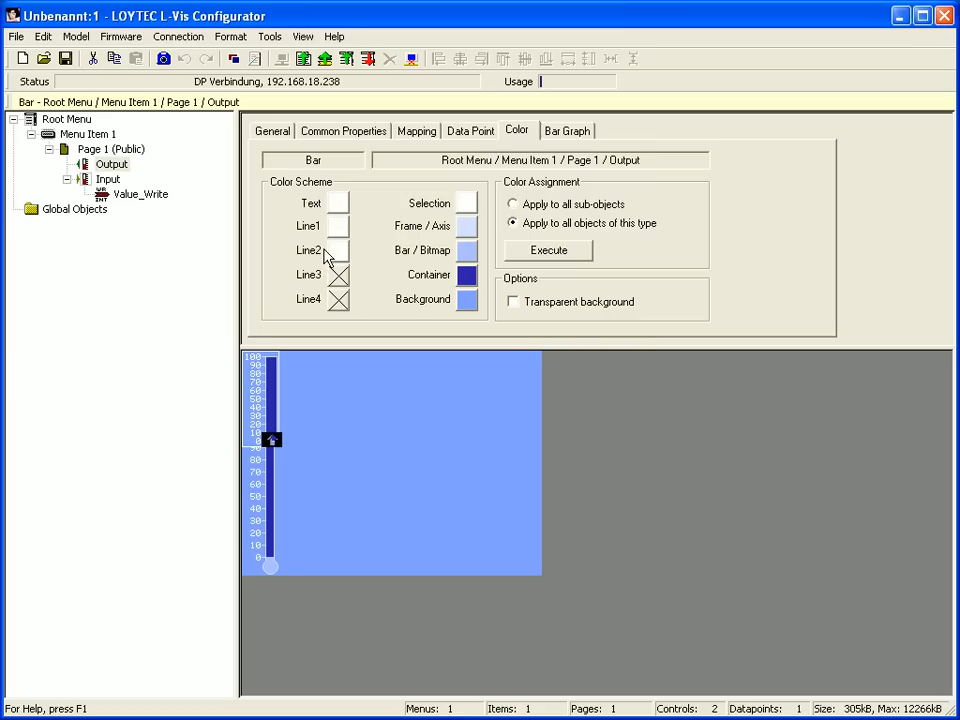 Unbenannt:1 - LOYTEC L-Vis Configurator
File Edit Model Firmware Connection Format Tools View Help
Status DP Verbindung, 192.168.18.238 Usage
Bar - Root Menu / Menu Item 1 / Page 1 / Output
Root Menu
Menu Item 1
Page 1 (Public)
Output
Input
WR INT Value_Write
Global Objects
General Common Properties Mapping Data Point Color Bar Graph
Bar Root Menu / Menu Item 1 / Page 1 / Output
Color Scheme
Text Selection
Line1 Frame / Axis
Line2 Bar / Bitmap
Line3 Container
Line4 Background
Color Assignment
Apply to all sub-objects
Apply to all objects of this type
Execute
Options
Transparent background
100
90
80
70
60
50
40
30
20
10
0
90
80
70
60
50
40
30
20
10
0
For Help, press F1 Menus: 1 Items: 1 Pages: 1 Controls: 2 Datapoints: 1 Size: 305kB, Max: 12266kB